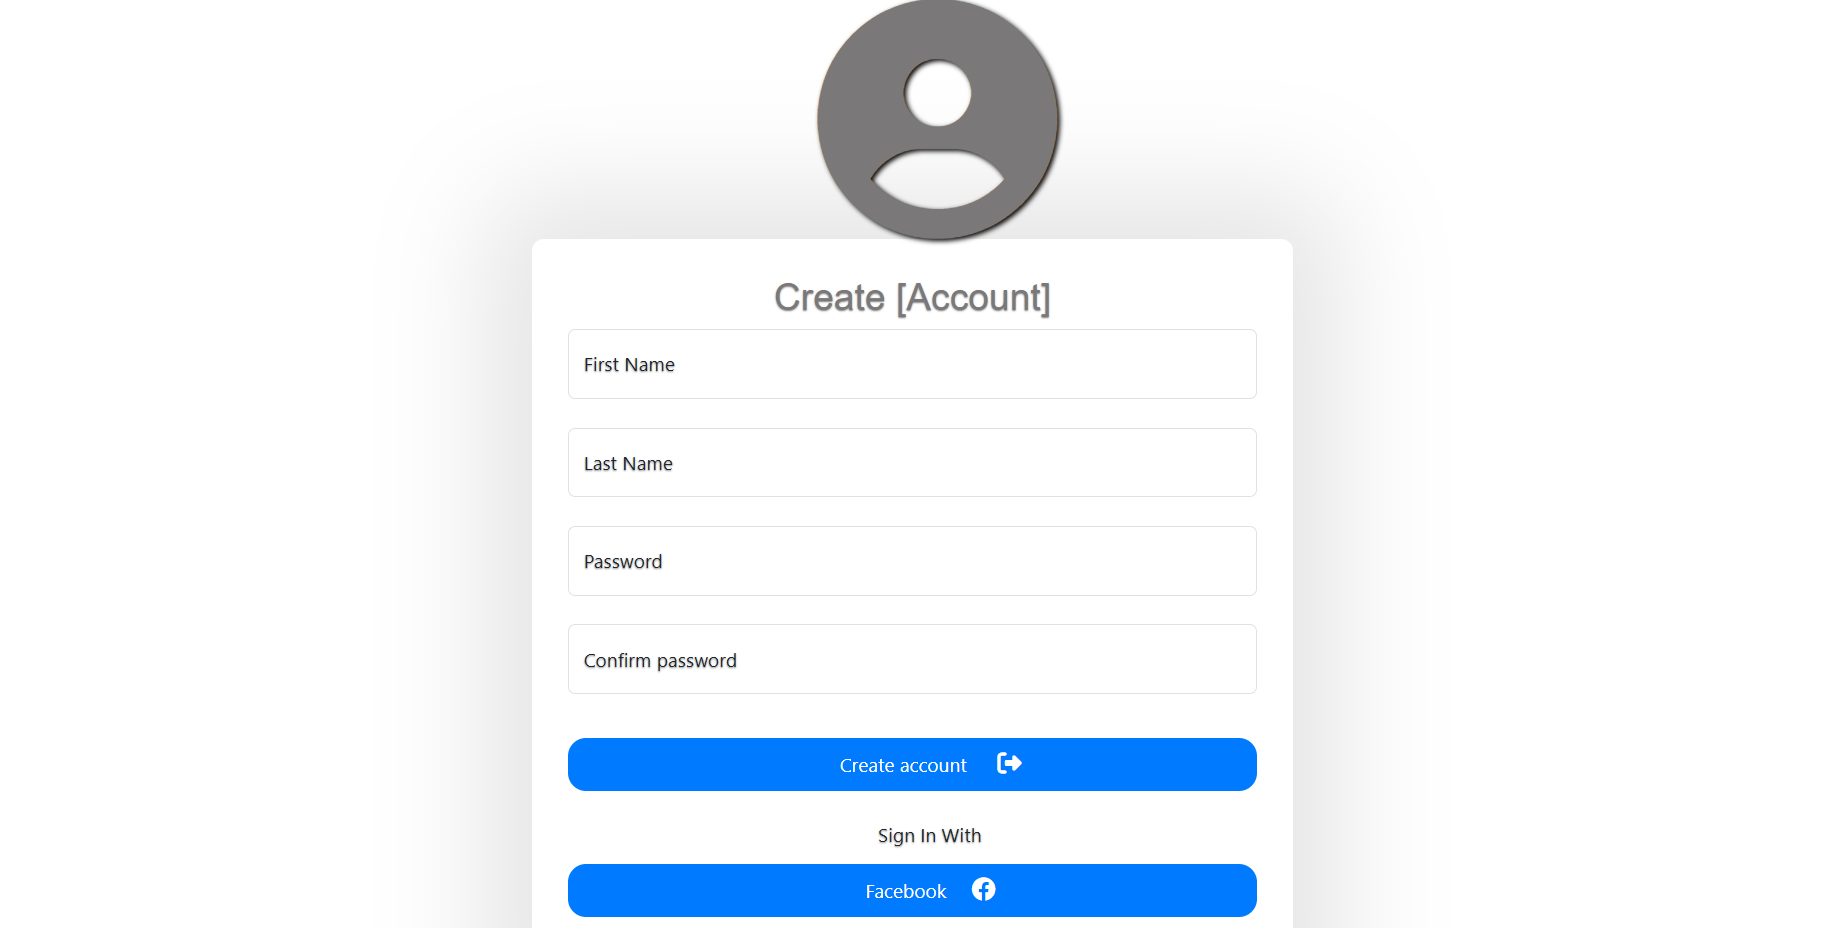 Create [Account]
First Name
Last Name
Password
Confirm password
Create account
Sign In With
Facebook